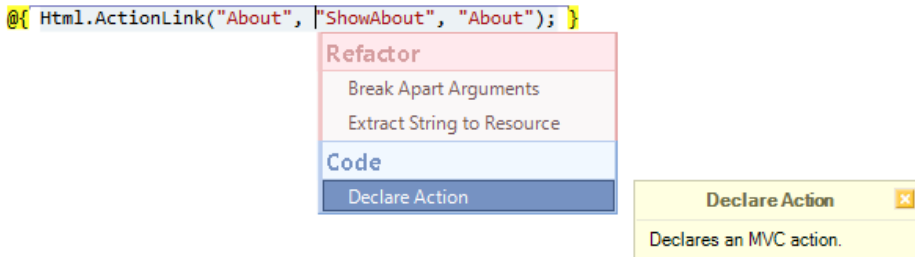 @{ Html.ActionLink("About", "ShowAbout", "About"); }
Refactor
Break Apart Arguments
Extract String to Resource
Code
Declare Action
Declare Action
Declares an MVC action.